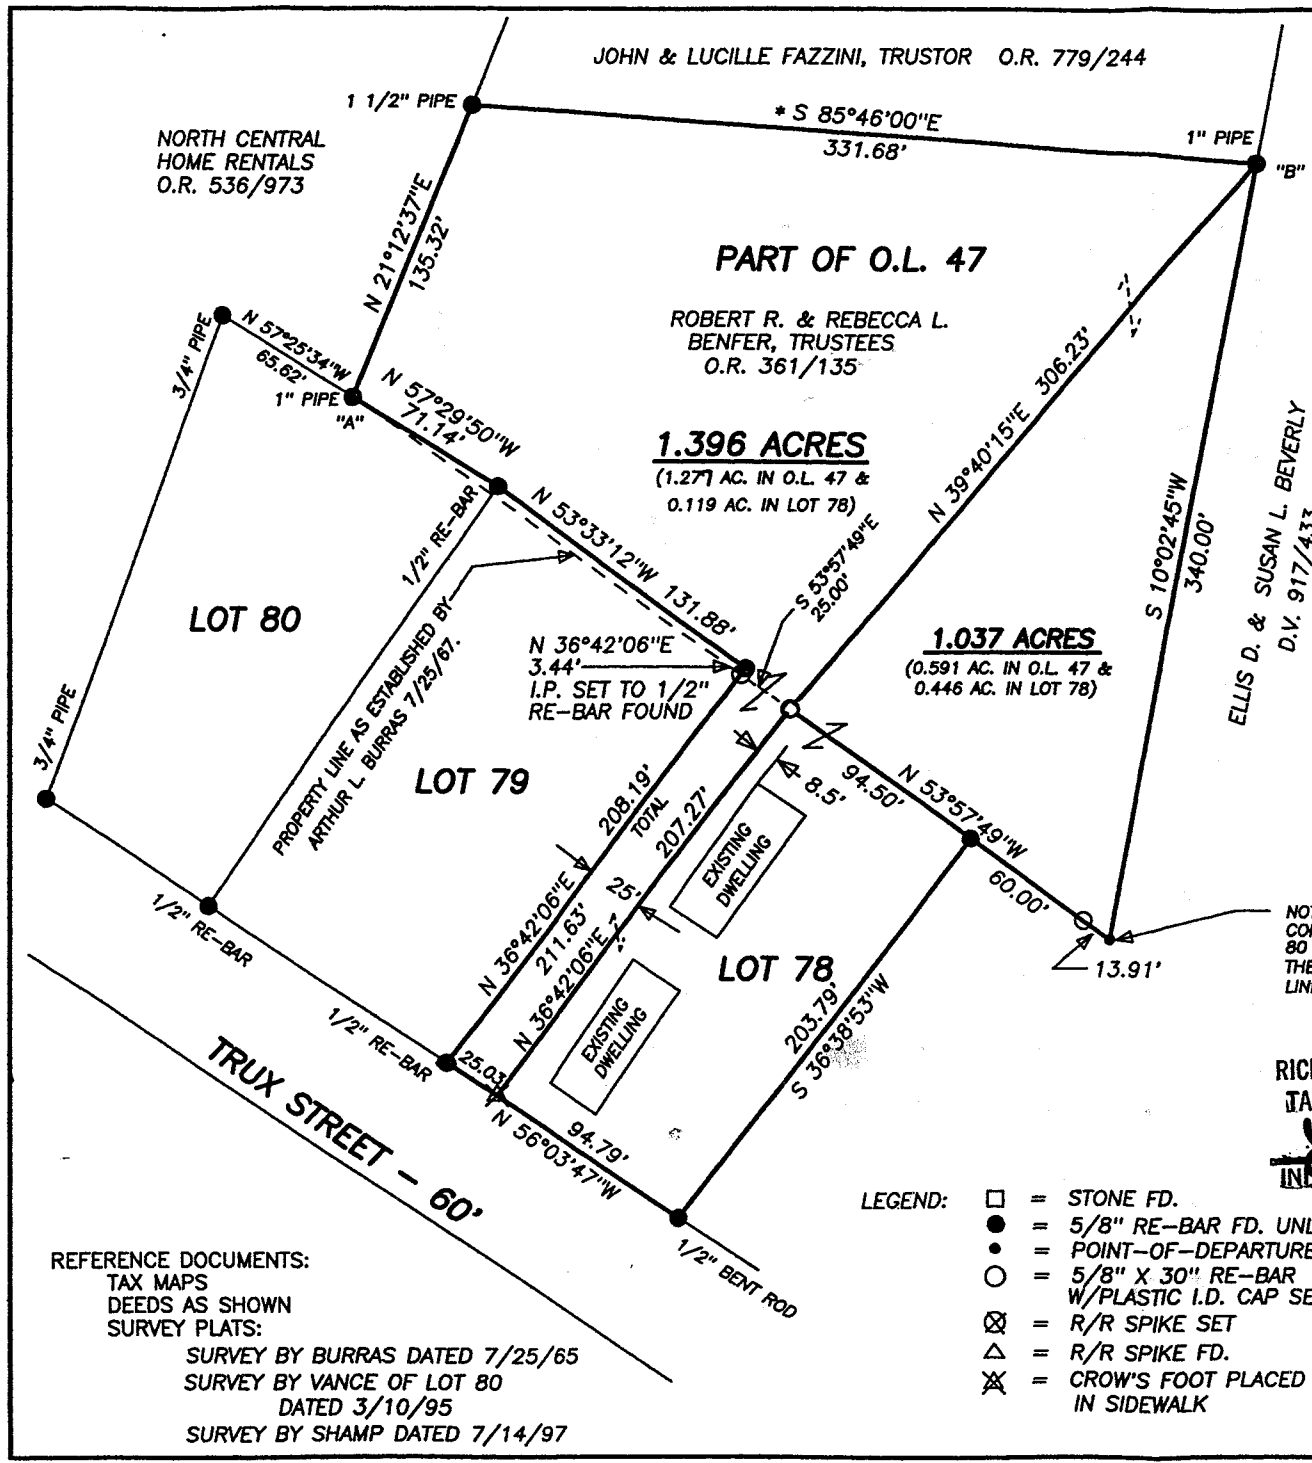 JOHN & LUCILLE FAZZINI, TRUSTOR O.R. 779/244
1 1/2" PIPE
* S 85°46'00"E
331.68'
1" PIPE
"B"
NORTH CENTRAL
HOME RENTALS
O.R. 536/973
N 21°12'37"E
135.32'
PART OF O.L. 47
ROBERT R. & REBECCA L.
BENFER, TRUSTEES
O.R. 361/135
3/4" PIPE
N 57°25'34"W
65.62'
1" PIPE
"A"
N 57°29'50"W
71.14'
1.396 ACRES
(1.277 AC. IN O.L. 47 &
0.119 AC. IN LOT 78)
N 39°40'15"E 306.23'
S 10°02'45"W
340.00'
ELLIS D. & SUSAN L. BEVERLY
D.V. 917/433
1/2" RE-BAR
N 53°33'12"W 131.88'
S 53°57'49"E
25.00'
LOT 80
PROPERTY LINE AS ESTABLISHED BY
ARTHUR L. BURRAS 7/25/67.
N 36°42'06"E
3.44'
I.P. SET TO 1/2"
RE-BAR FOUND
1.037 ACRES
(0.591 AC. IN O.L. 47 &
0.446 AC. IN LOT 78)
3/4" PIPE
LOT 79
208.19'
TOTAL
207.27'
8.5'
94.50'
N 53°57'49"W
60.00'
13.91'
EXISTING
DWELLING
25'
N 36°42'06"E
211.63'
N 36°42'06"E
LOT 78
EXISTING
DWELLING
203.79'
S 36°38'53"W
1/2" RE-BAR
1/2" RE-BAR
25.03'
94.79'
N 56°03'47"W
1/2" BENT ROD
TRUX STREET - 60'
80
THE
LEGEND:
= STONE FD.
= 5/8" RE-BAR FD. UNL
= POINT-OF-DEPARTURE
= 5/8" X 30" RE-BAR
W/PLASTIC I.D. CAP SE
= R/R SPIKE SET
= R/R SPIKE FD.
= CROW'S FOOT PLACED
IN SIDEWALK
REFERENCE DOCUMENTS:
TAX MAPS
DEEDS AS SHOWN
SURVEY PLATS:
SURVEY BY BURRAS DATED 7/25/65
SURVEY BY VANCE OF LOT 80
DATED 3/10/95
SURVEY BY SHAMP DATED 7/14/97